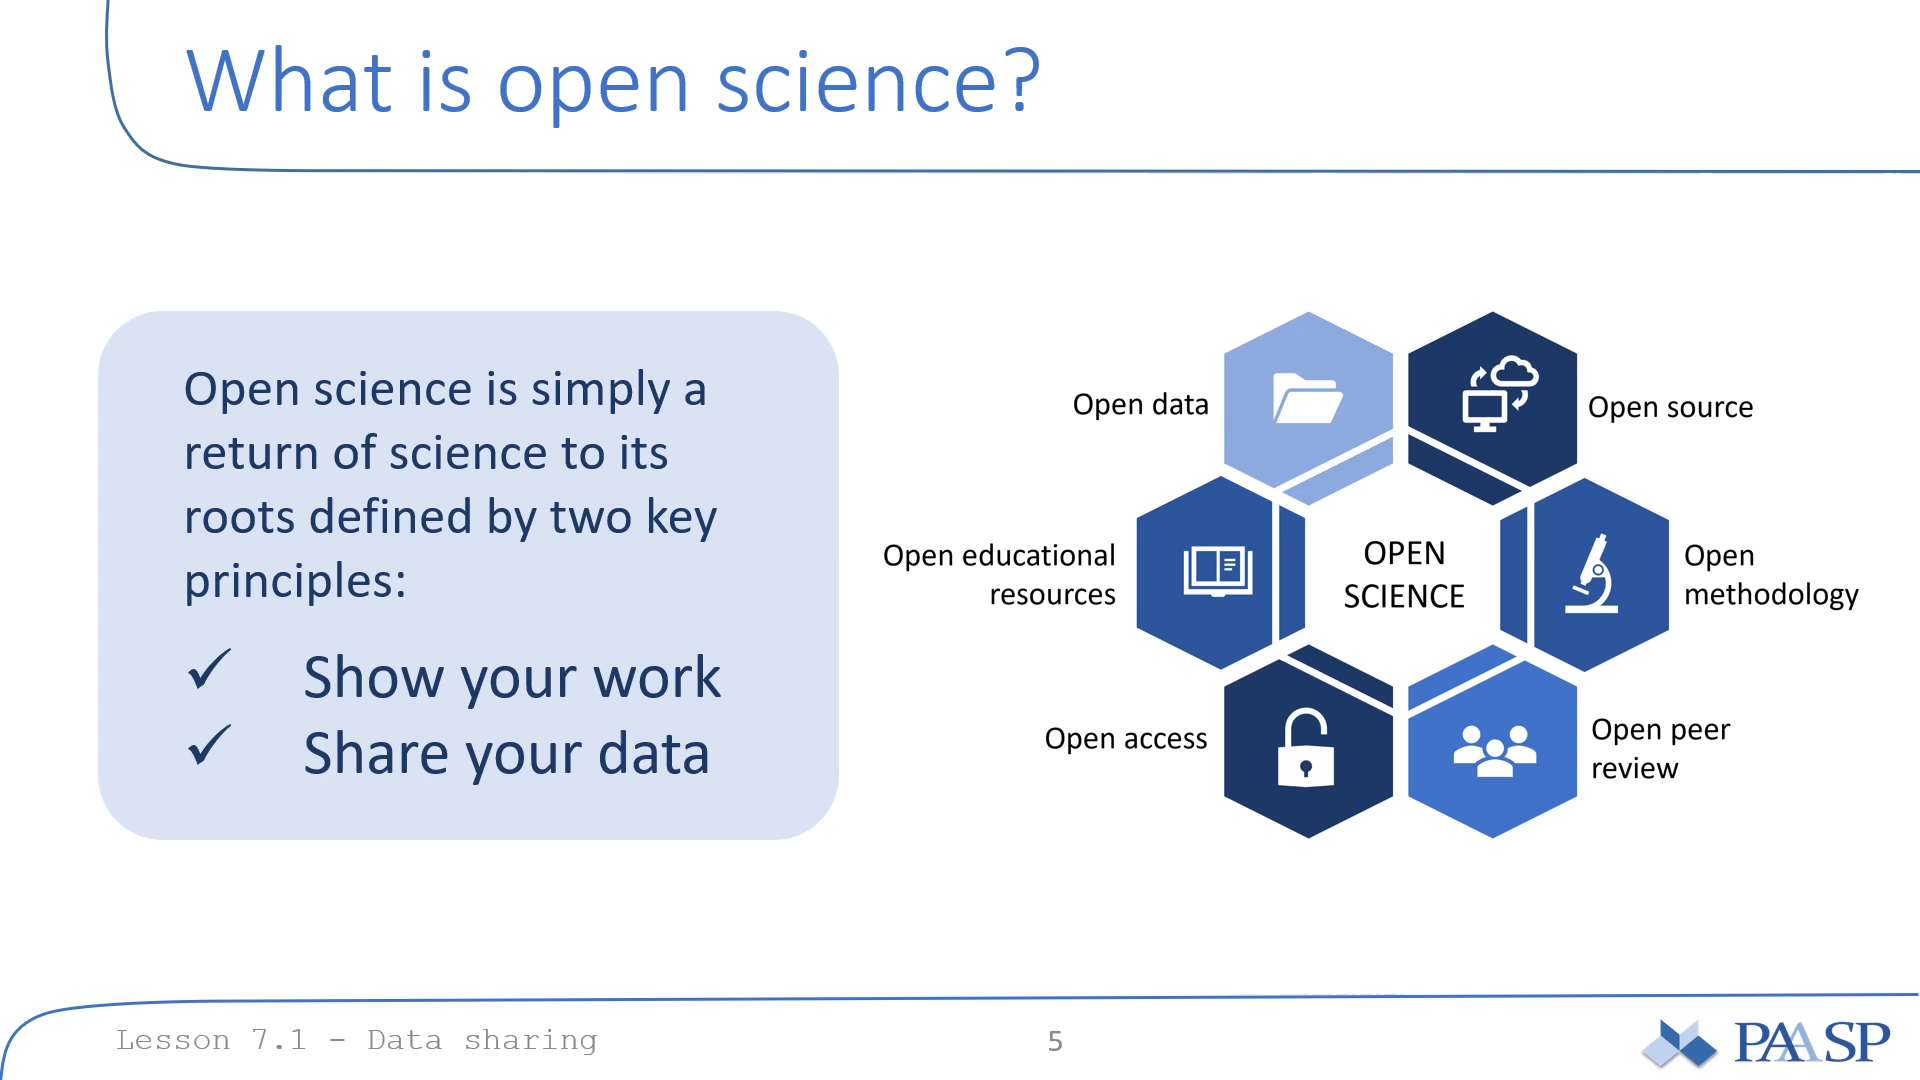 What is open science?
Open science is simply a
return of science to its
roots defined by two key
principles:
✓ Show your work
✓ Share your data
Open data
Open source
Open educational
resources
OPEN
SCIENCE
Open
methodology
Open access
Open peer
review
Lesson 7.1 - Data sharing
5
PAASP